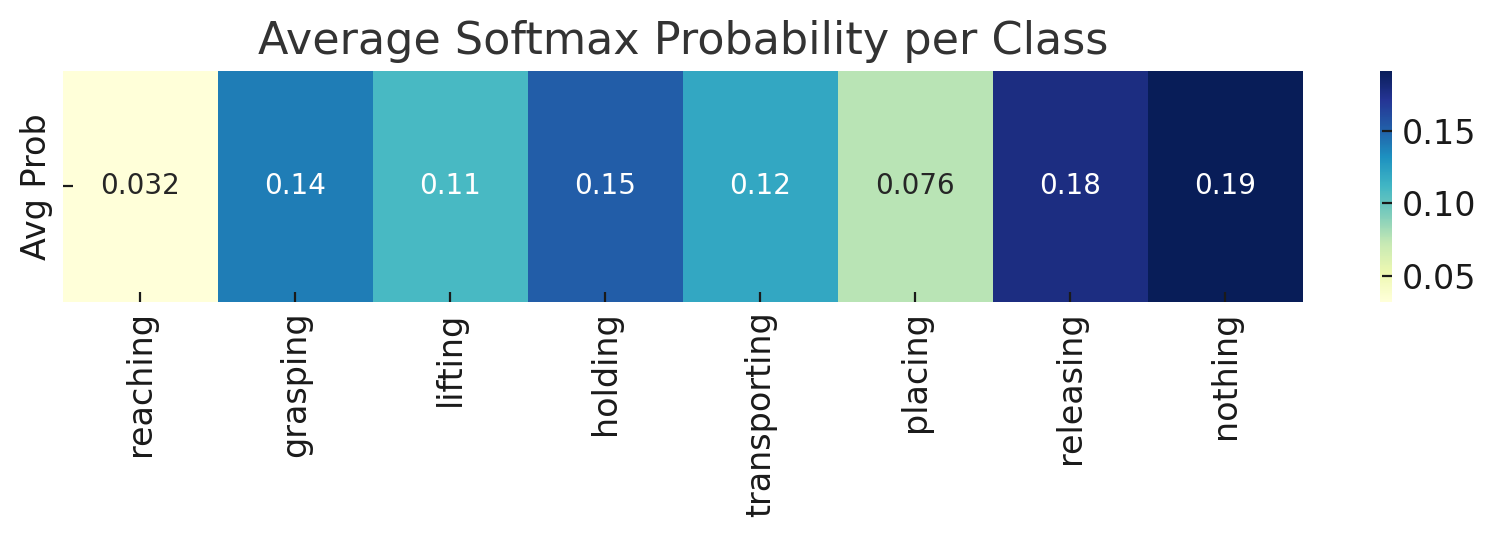 Average Softmax Probability per Class
Avg Prob
0.032 0.14 0.11 0.15 0.12 0.076 0.18 0.19
reaching grasping lifting holding transporting placing releasing nothing
0.15
0.10
0.05